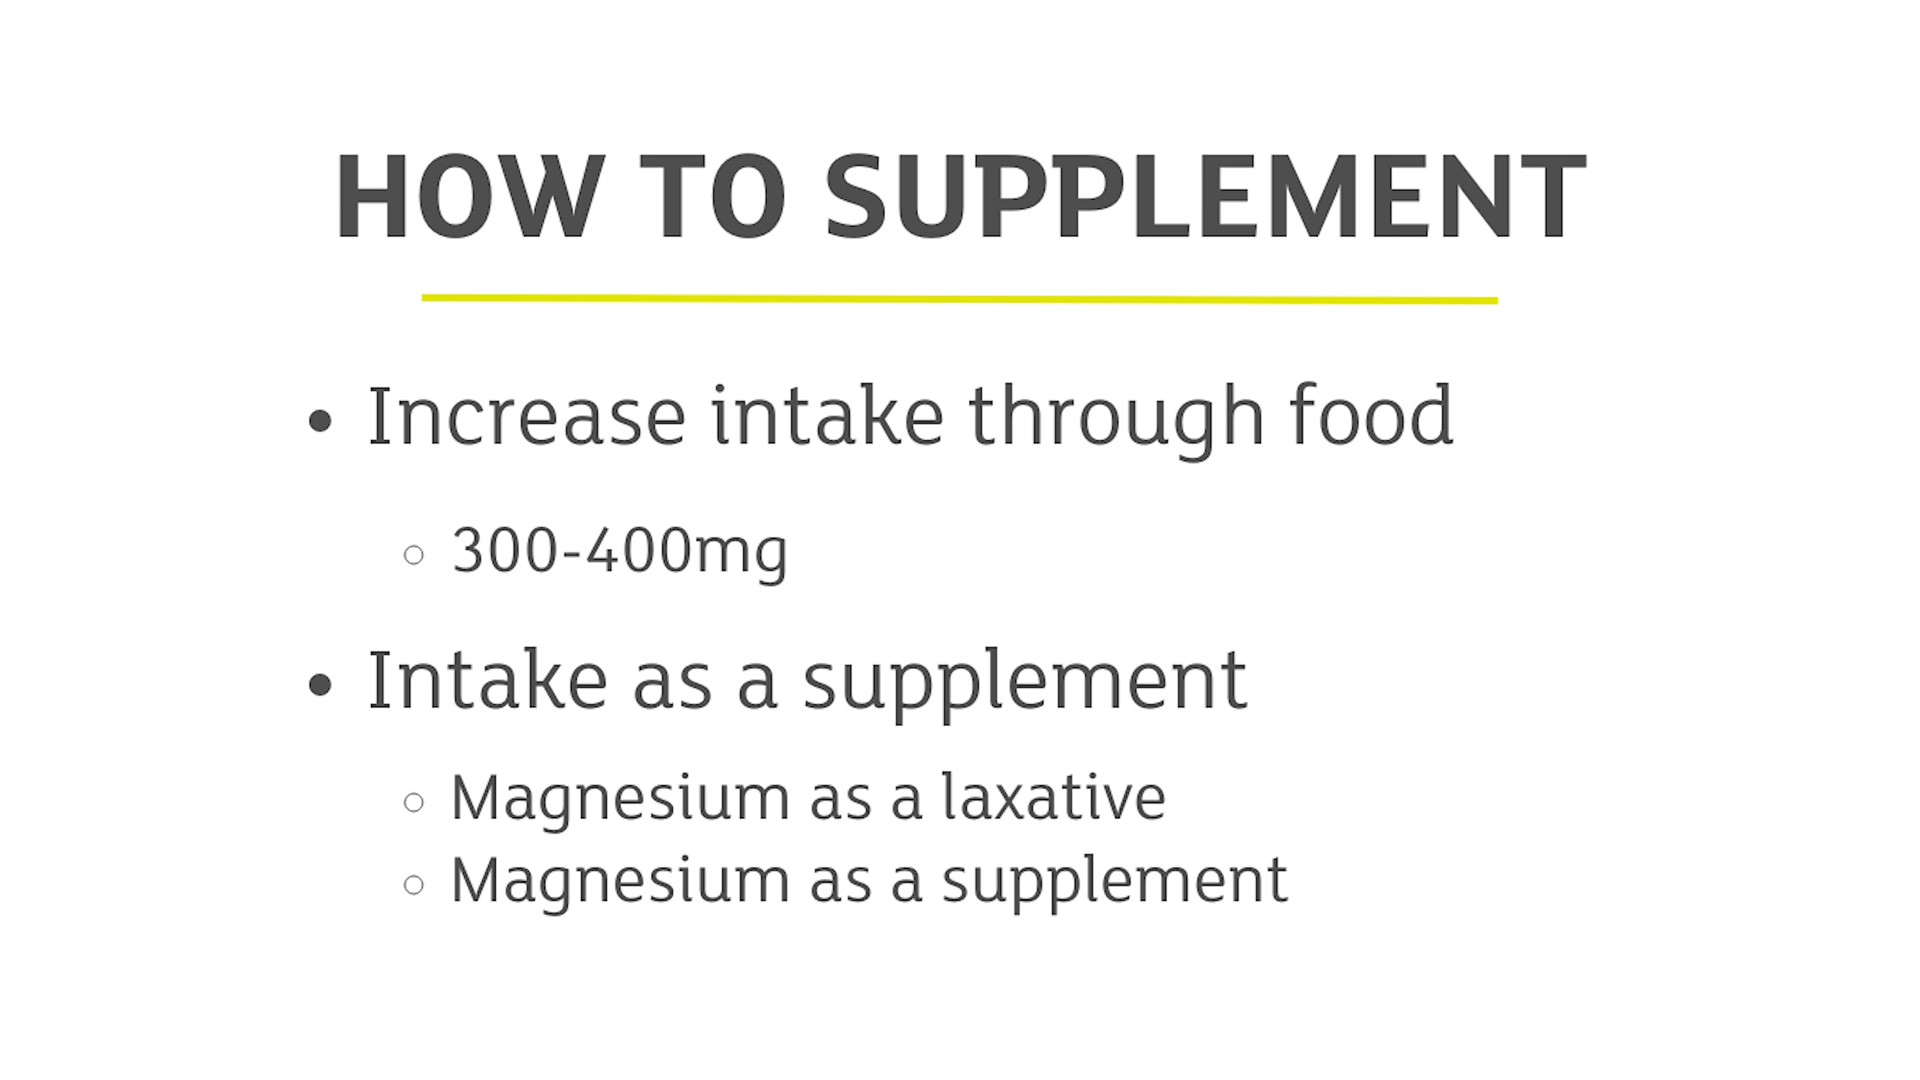 HOW TO SUPPLEMENT
• Increase intake through food
○ 300-400mg
• Intake as a supplement
○ Magnesium as a laxative
○ Magnesium as a supplement